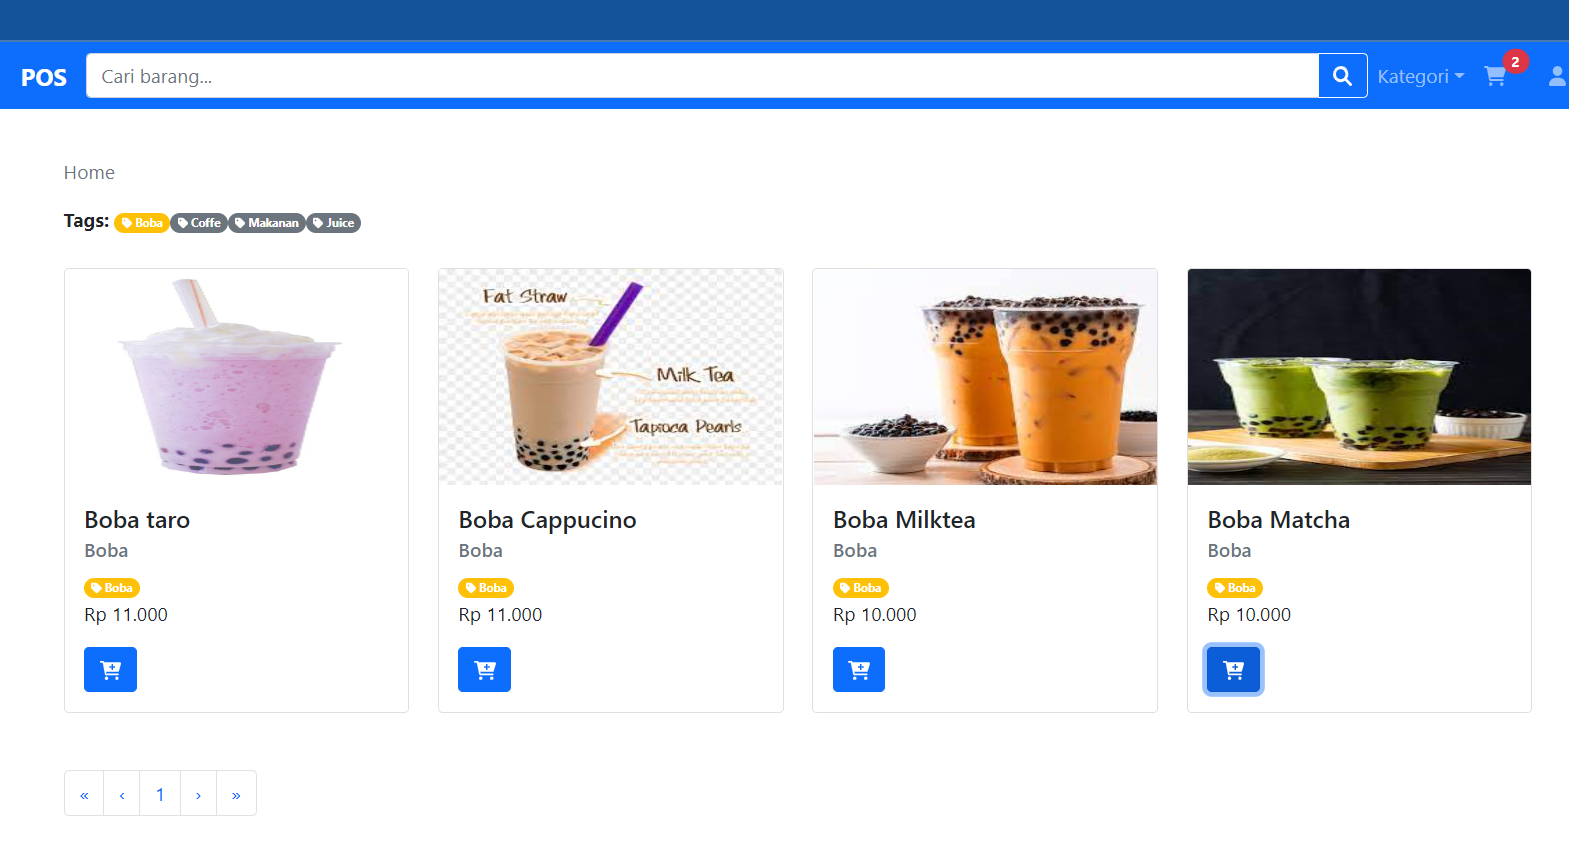 POS Cari barang... Kategori 2
Home
Tags: Boba Coffe Makanan Juice
Fat Straw
Milk Tea
Tapioca Pearls
Boba taro
Boba
Boba
Rp 11.000
Boba Cappucino
Boba
Boba
Rp 11.000
Boba Milktea
Boba
Boba
Rp 10.000
Boba Matcha
Boba
Boba
Rp 10.000
« ‹ 1 › »